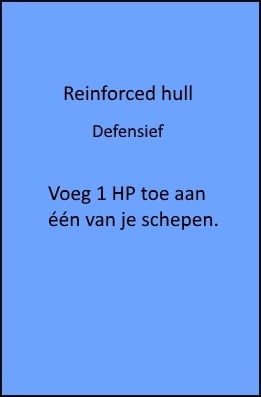 Reinforced hull
Defensief
Voeg 1 HP toe aan
één van je schepen.